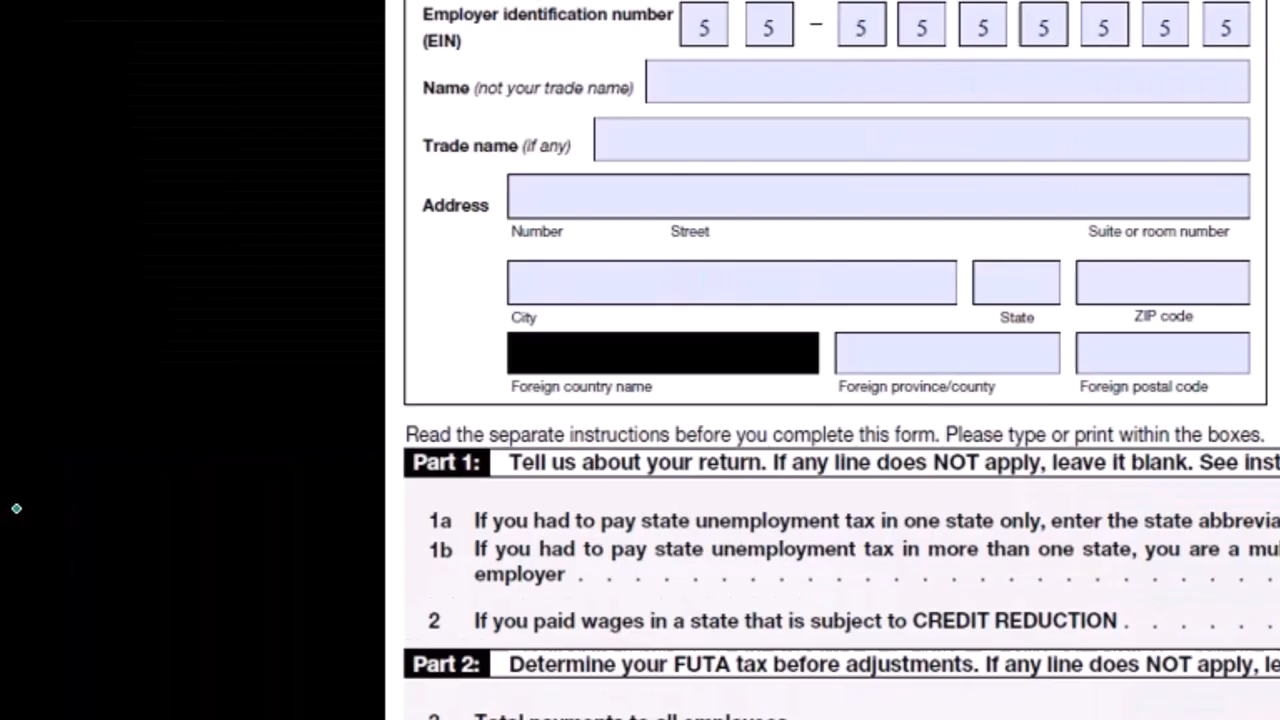 Employer identification number (EIN) 5 5 – 5 5 5 5 5 5 5
Name (not your trade name)
Trade name (if any)
Address
Number Street Suite or room number
City State ZIP code
Foreign country name Foreign province/county Foreign postal code
Read the separate instructions before you complete this form. Please type or print within the boxes.
Part 1: Tell us about your return. If any line does NOT apply, leave it blank. See inst
1a If you had to pay state unemployment tax in one state only, enter the state abbrevia
1b If you had to pay state unemployment tax in more than one state, you are a mul
employer . . . . . . . . . . . . . . . . . . . . . . . . .
2 If you paid wages in a state that is subject to CREDIT REDUCTION . . . . . .
Part 2: Determine your FUTA tax before adjustments. If any line does NOT apply, le
3 Total payments to all employees